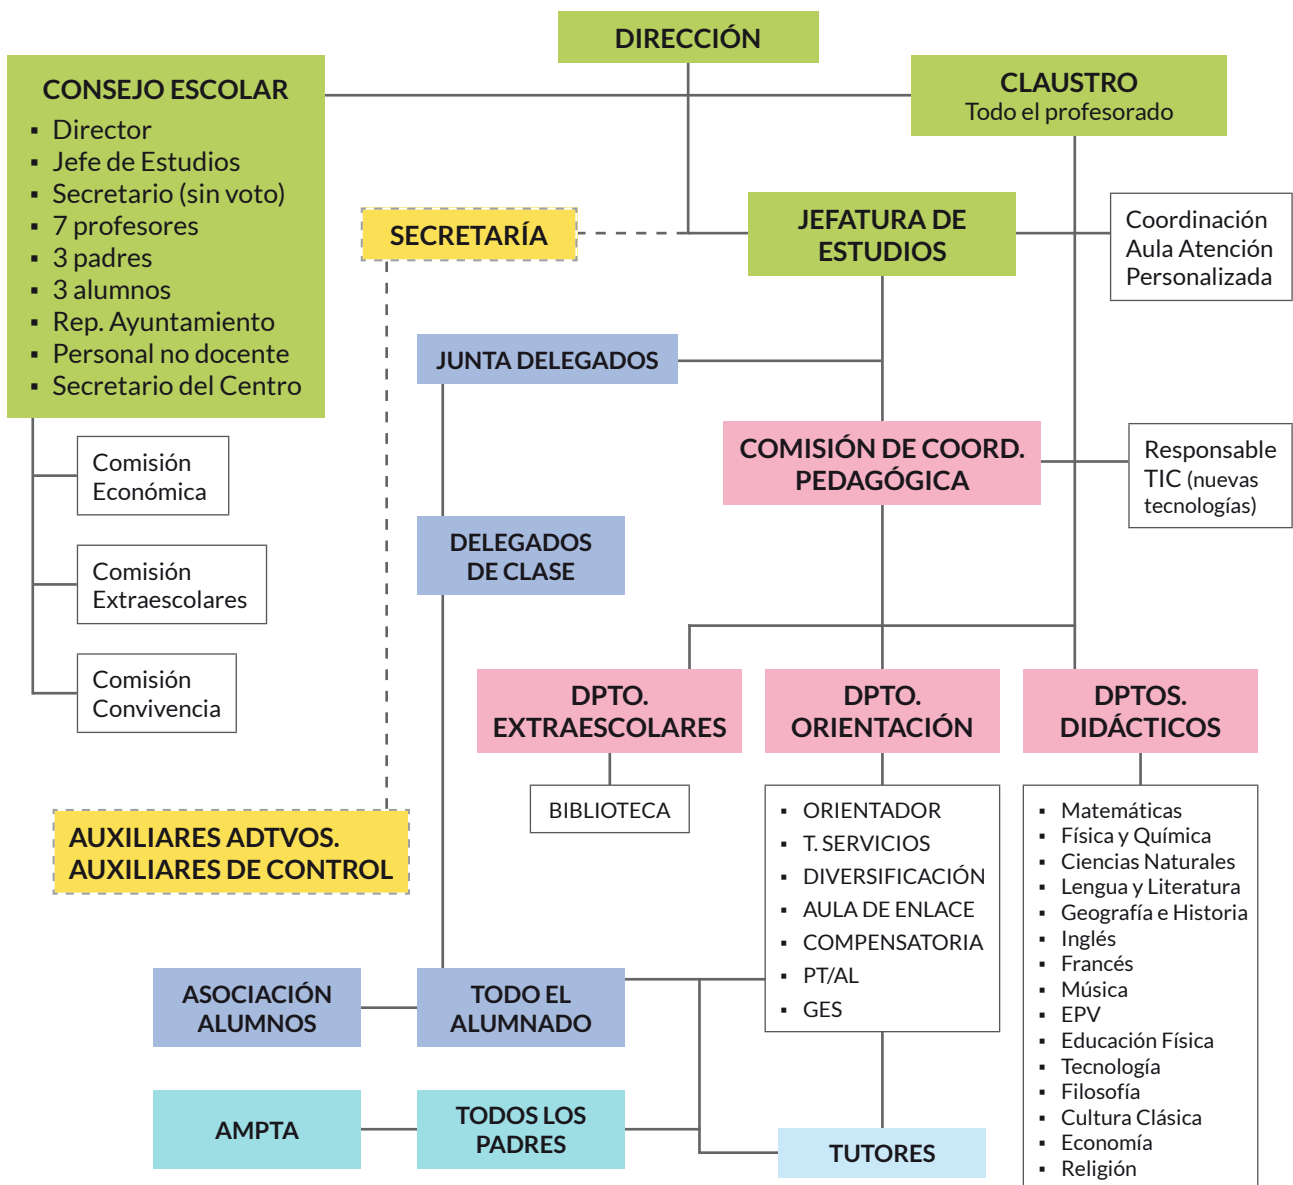 DIRECCIÓN
CONSEJO ESCOLAR
▪ Director
▪ Jefe de Estudios
▪ Secretario (sin voto)
▪ 7 profesores
▪ 3 padres
▪ 3 alumnos
▪ Rep. Ayuntamiento
▪ Personal no docente
▪ Secretario del Centro
CLAUSTRO
Todo el profesorado
SECRETARÍA
JEFATURA DE
ESTUDIOS
Coordinación
Aula Atención
Personalizada
JUNTA DELEGADOS
Comisión
Económica
COMISIÓN DE COORD.
PEDAGÓGICA
Responsable
TIC (nuevas
tecnologías)
DELEGADOS
DE CLASE
Comisión
Extraescolares
Comisión
Convivencia
DPTO.
EXTRAESCOLARES
DPTO.
ORIENTACIÓN
DPTOS.
DIDÁCTICOS
BIBLIOTECA
▪ ORIENTADOR
▪ T. SERVICIOS
▪ DIVERSIFICACIÓN
▪ AULA DE ENLACE
▪ COMPENSATORIA
▪ PT/AL
▪ GES
▪ Matemáticas
▪ Física y Química
▪ Ciencias Naturales
▪ Lengua y Literatura
▪ Geografía e Historia
▪ Inglés
▪ Francés
▪ Música
▪ EPV
▪ Educación Física
▪ Tecnología
▪ Filosofía
▪ Cultura Clásica
▪ Economía
▪ Religión
AUXILIARES ADTVOS.
AUXILIARES DE CONTROL
ASOCIACIÓN
ALUMNOS
TODO EL
ALUMNADO
AMPTA
TODOS LOS
PADRES
TUTORES